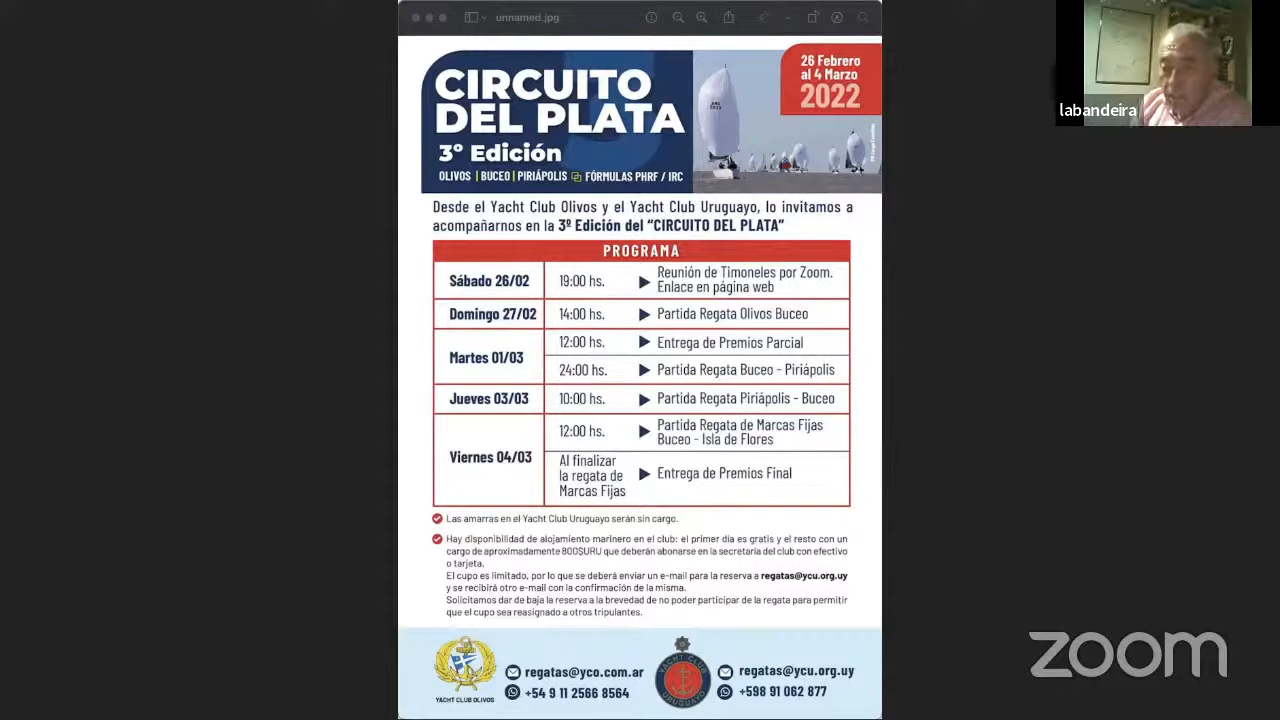 unnamed.jpg
labandeira
CIRCUITO
DEL PLATA
3º Edición
OLIVOS | BUCEO | PIRIÁPOLIS FÓRMULAS PHRF / IRC
26 Febrero
al 4 Marzo
2022
Desde el Yacht Club Olivos y el Yacht Club Uruguayo, lo invitamos a
acompañarnos en la 3º Edición del “CIRCUITO DEL PLATA”
PROGRAMA
Sábado 26/02
19:00 hs.
Reunión de Timoneles por Zoom.
Enlace en página web
Domingo 27/02
14:00 hs.
Partida Regata Olivos Buceo
Martes 01/03
12:00 hs.
Entrega de Premios Parcial
24:00 hs.
Partida Regata Buceo - Piriápolis
Jueves 03/03
10:00 hs.
Partida Regata Piriápolis - Buceo
Viernes 04/03
12:00 hs.
Partida Regata de Marcas Fijas
Buceo - Isla de Flores
Al finalizar
la regata de
Marcas Fijas
Entrega de Premios Final
Las amarras en el Yacht Club Uruguayo serán sin cargo.
Hay disponibilidad de alojamiento marinero en el club: el primer día es gratis y el resto con un
cargo de aproximadamente 800$URU que deberán abonarse en la secretaría del club con efectivo
o tarjeta.
El cupo es limitado, por lo que se deberá enviar un e-mail para la reserva a regatas@ycu.org.uy
y se recibirá otro e-mail con la confirmación de la misma.
Solicitamos dar de baja la reserva a la brevedad de no poder participar de la regata para permitir
que el cupo sea reasignado a otros tripulantes.
YACHT CLUB OLIVOS
regatas@yco.com.ar
+54 9 11 2566 8564
YACHT CLUB
URUGUAYO
regatas@ycu.org.uy
+598 91 062 877
zoom